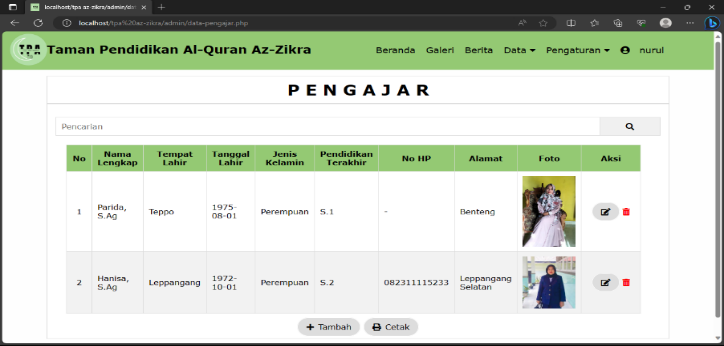 localhost/tpa az-zikra/admin/dat
localhost/tpa%20az-zikra/admin/data-pengajar.php
TPA Taman Pendidikan Al-Quran Az-Zikra Beranda Galeri Berita Data Pengaturan nurul
PENGAJAR
Pencarian
No Nama Lengkap Tempat Lahir Tanggal Lahir Jenis Kelamin Pendidikan Terakhir No HP Alamat Foto Aksi
1 Parida, S.Ag Teppo 1975-08-01 Perempuan S.1 - Benteng
2 Hanisa, S.Ag Leppangang 1972-10-01 Perempuan S.2 082311115233 Leppangang Selatan
+ Tambah Cetak